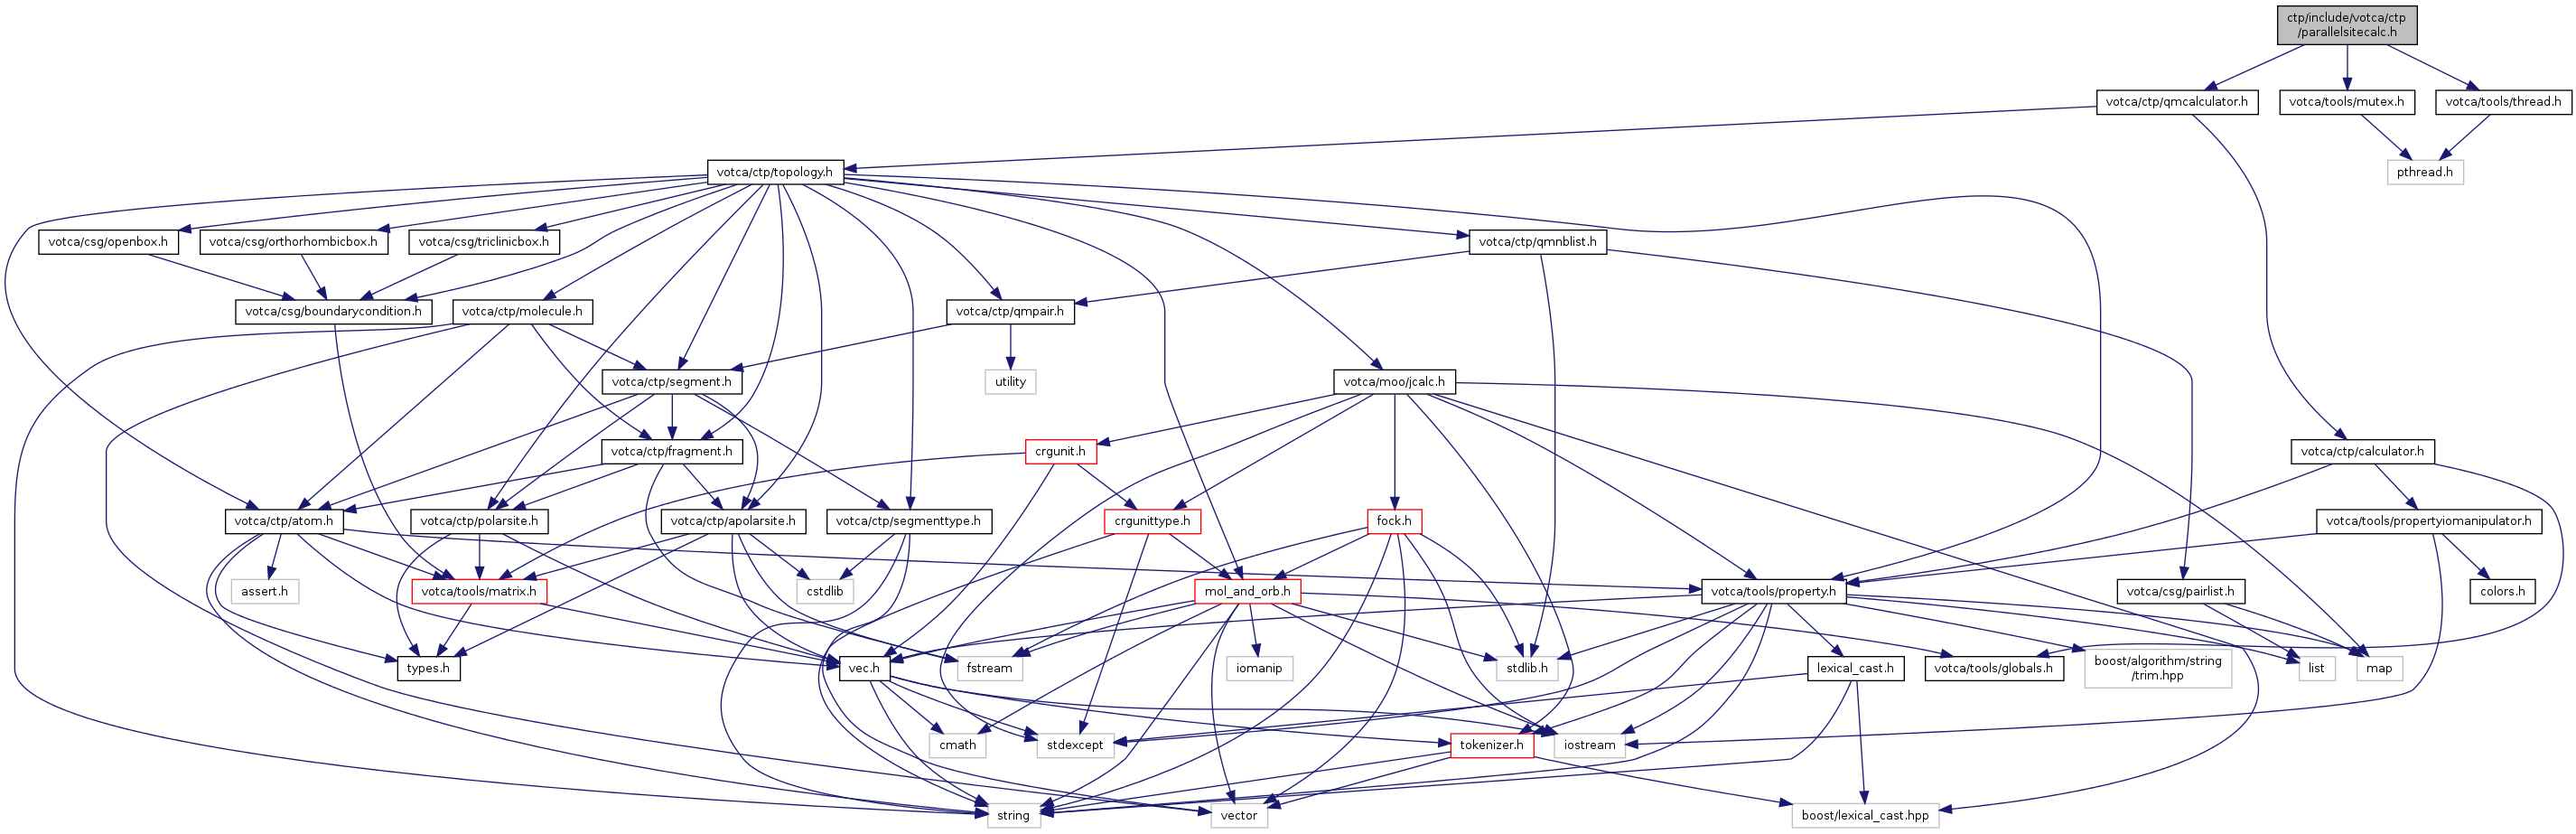 ctp/include/votca/ctp
/parallelsitecalc.h
votca/ctp/qmcalculator.h
votca/tools/mutex.h
votca/tools/thread.h
votca/ctp/topology.h
pthread.h
votca/csg/openbox.h
votca/csg/orthorhombicbox.h
votca/csg/triclinicbox.h
votca/ctp/qmnblist.h
votca/csg/boundarycondition.h
votca/ctp/molecule.h
votca/ctp/qmpair.h
votca/ctp/segment.h
utility
votca/moo/jcalc.h
votca/ctp/fragment.h
crgunit.h
votca/ctp/calculator.h
votca/ctp/atom.h
votca/ctp/polarsite.h
votca/ctp/apolarsite.h
votca/ctp/segmenttype.h
crgunittype.h
fock.h
votca/tools/propertyiomanipulator.h
assert.h
votca/tools/matrix.h
cstdlib
mol_and_orb.h
votca/tools/property.h
votca/csg/pairlist.h
colors.h
types.h
vec.h
fstream
iomanip
stdlib.h
lexical_cast.h
votca/tools/globals.h
boost/algorithm/string
/trim.hpp
list
map
cmath
stdexcept
tokenizer.h
iostream
string
vector
boost/lexical_cast.hpp